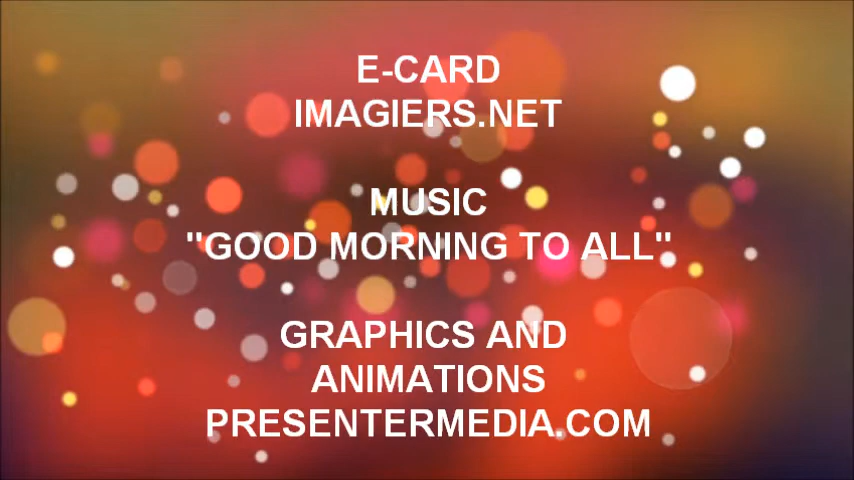 E-CARD
IMAGIERS.NET
MUSIC
"GOOD MORNING TO ALL"
GRAPHICS AND
ANIMATIONS
PRESENTERMEDIA.COM